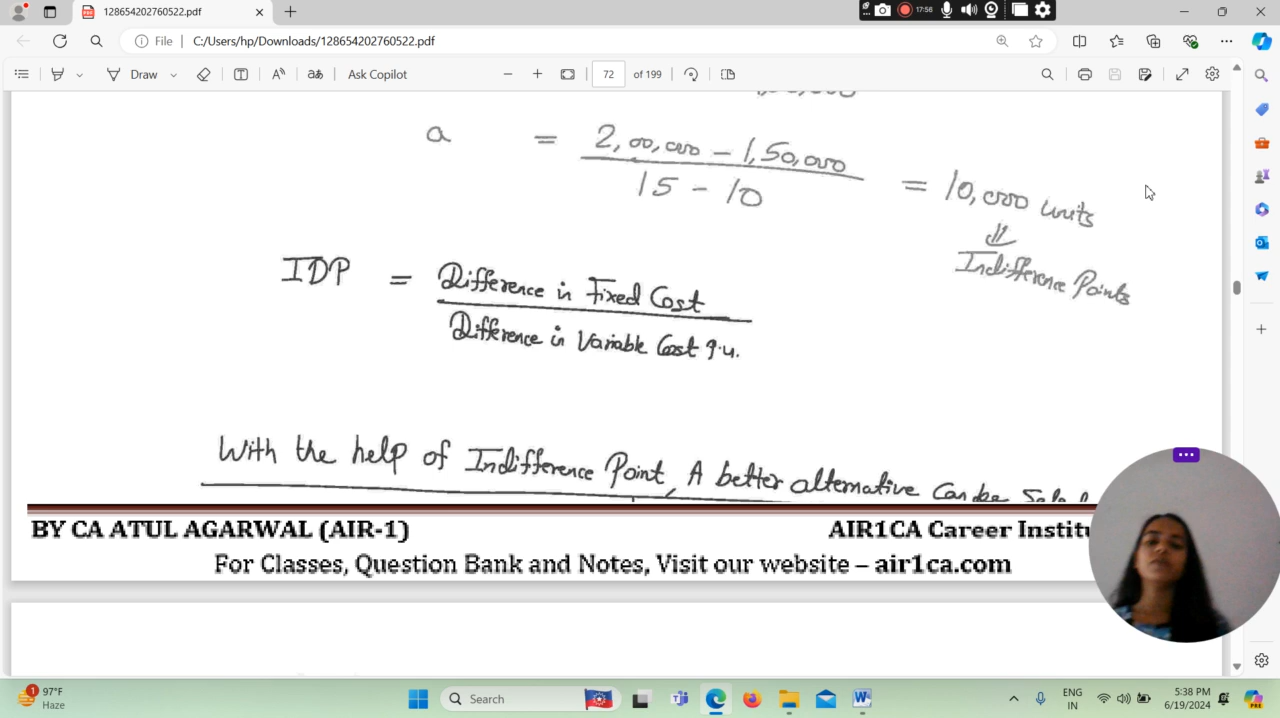 128654202760522.pdf
17:56
File | C:/Users/hp/Downloads/128654202760522.pdf
Draw
Ask Copilot
72 of 199
a = 2,00,000 - 1,50,000
15 - 10
= 10,000 units
⇓
Indifference Points
IDP = Difference in Fixed Cost
Difference in Variable Cost p.u.
With the help of Indifference Point, A better alternative can be
BY CA ATUL AGARWAL (AIR-1)
AIR1CA Career Institu
For Classes, Question Bank and Notes, Visit our website – air1ca.com
1 97°F
Haze
Search
ENG
IN
5:38 PM
6/19/2024